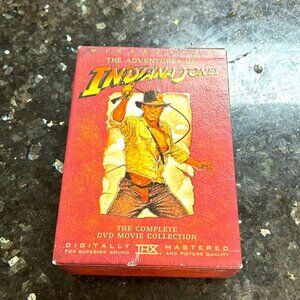 WIDESCREEN
THE ADVENTURES OF
INDIANA JONES
THE COMPLETE
DVD MOVIE COLLECTION
DIGITALLY THX MASTERED
FOR SUPERIOR SOUND AND PICTURE QUALITY